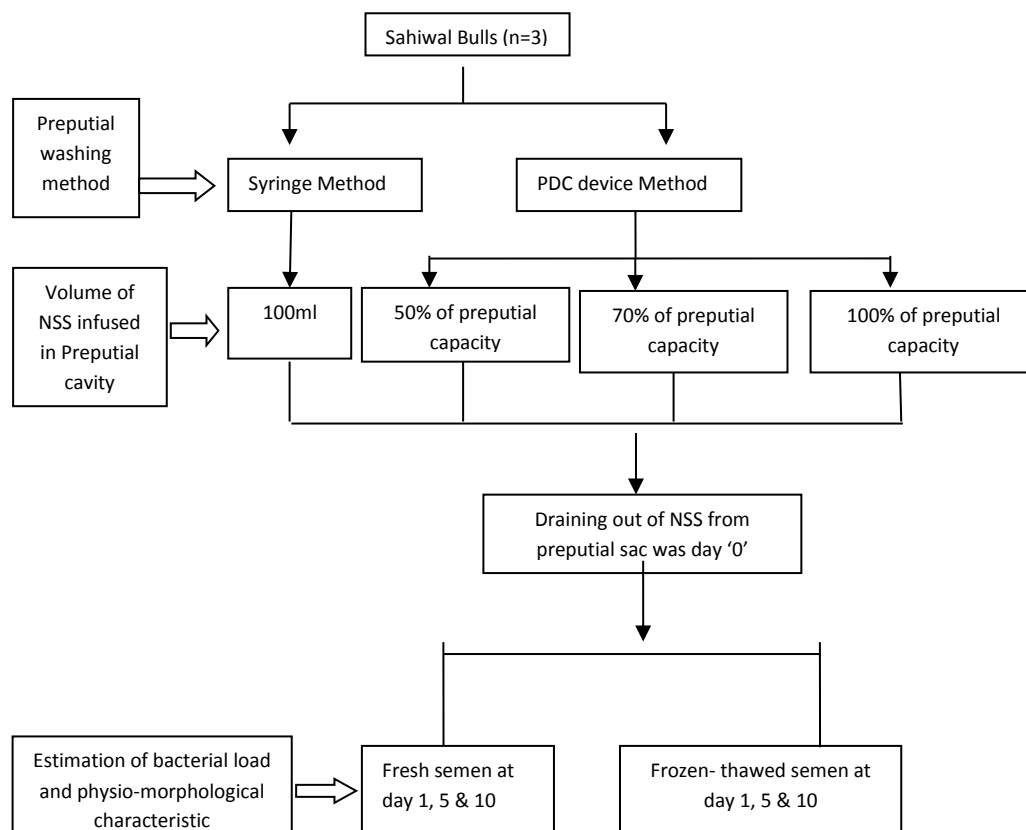 Sahiwal Bulls (n=3)
Preputial
washing
method
Syringe Method
PDC device Method
Volume of
NSS infused
in Preputial
cavity
100ml
50% of preputial
capacity
70% of preputial
capacity
100% of preputial
capacity
Draining out of NSS from
preputial sac was day ‘0’
Estimation of bacterial load
and physio-morphological
characteristic
Fresh semen at
day 1, 5 & 10
Frozen- thawed semen at
day 1, 5 & 10